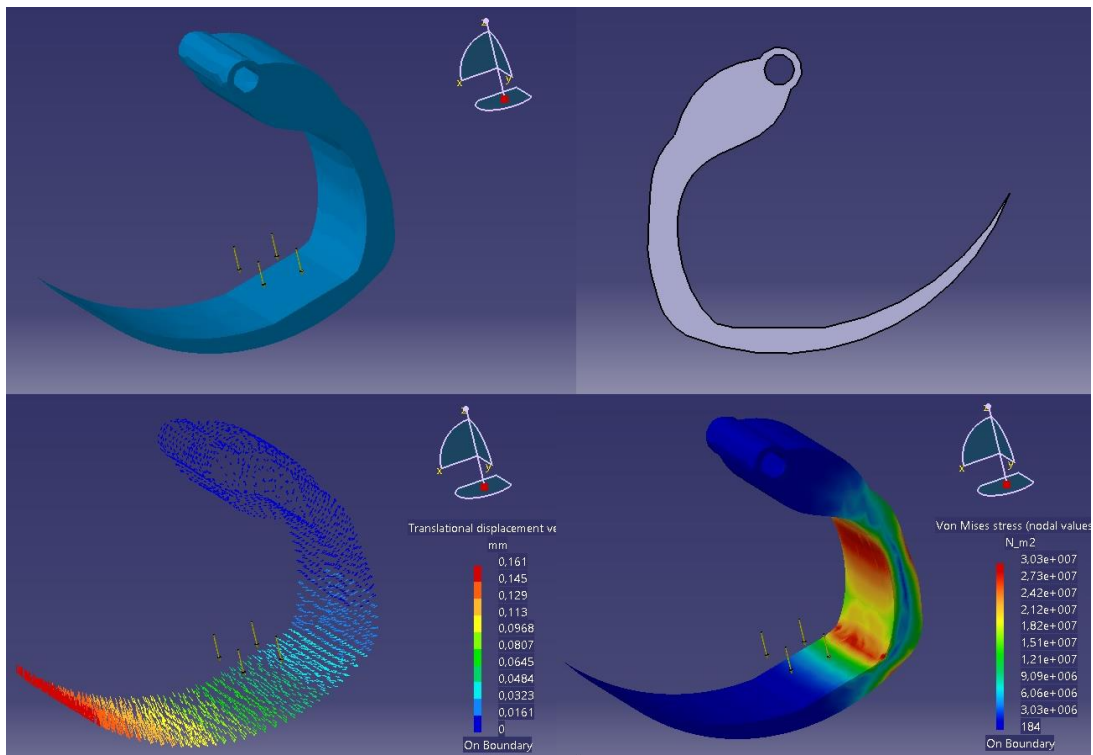 z
x
y
z
x
y
Translational displacement ve
mm
0,161
0,145
0,129
0,113
0,0968
0,0807
0,0645
0,0484
0,0323
0,0161
0
On Boundary
z
x
y
Von Mises stress (nodal values
N_m2
3,03e+007
2,73e+007
2,42e+007
2,12e+007
1,82e+007
1,51e+007
1,21e+007
9,09e+006
6,06e+006
3,03e+006
184
On Boundary